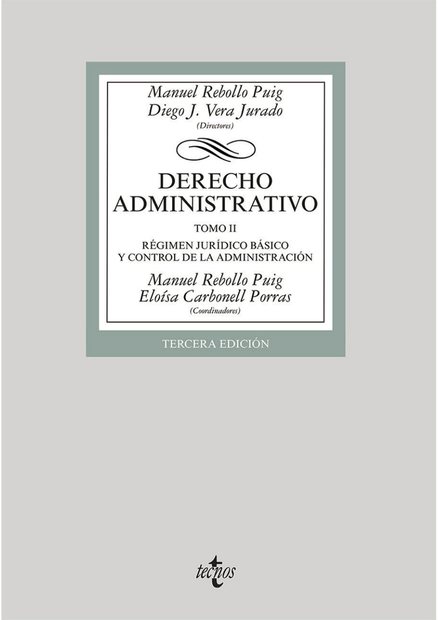 Manuel Rebollo Puig
Diego J. Vera Jurado
(Directores)
DERECHO
ADMINISTRATIVO
TOMO II
RÉGIMEN JURÍDICO BÁSICO
Y CONTROL DE LA ADMINISTRACIÓN
Manuel Rebollo Puig
Eloísa Carbonell Porras
(Coordinadores)
TERCERA EDICIÓN
tecnos